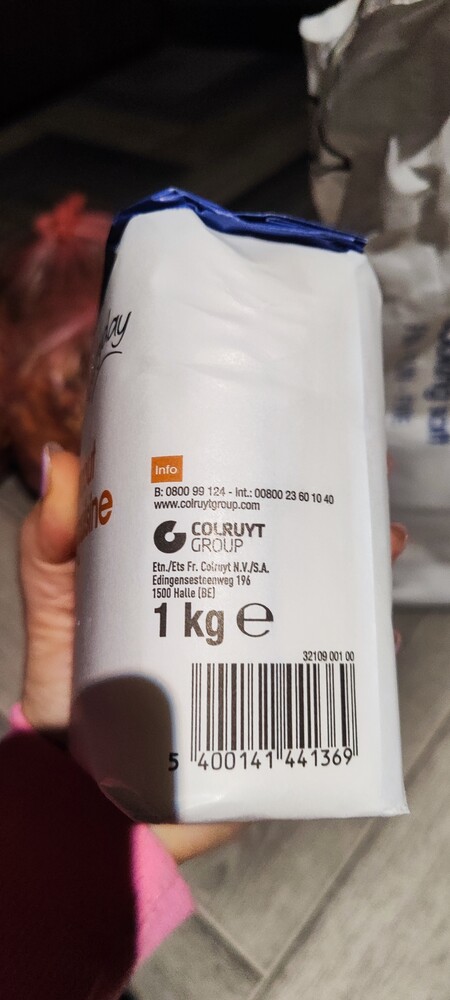 Info
B: 0800 99 124 - Int.: 00800 23 60 10 40
www.colruytgroup.com
COLRUYT
GROUP
Etn./Ets Fr. Colruyt N.V./S.A.
Edingensesteenweg 196
1500 Halle (BE)
1 kg e
32109 001 00
5 400141 441369